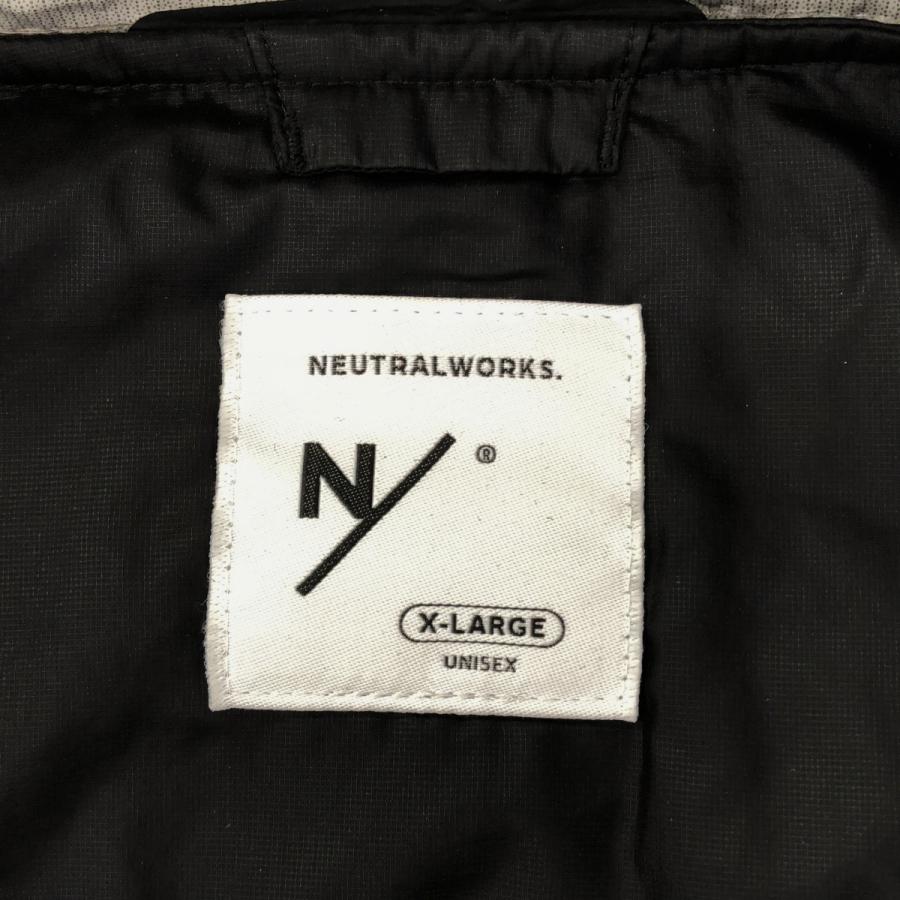 NEUTRALWORKS.
N/ ®
X-LARGE
UNISEX